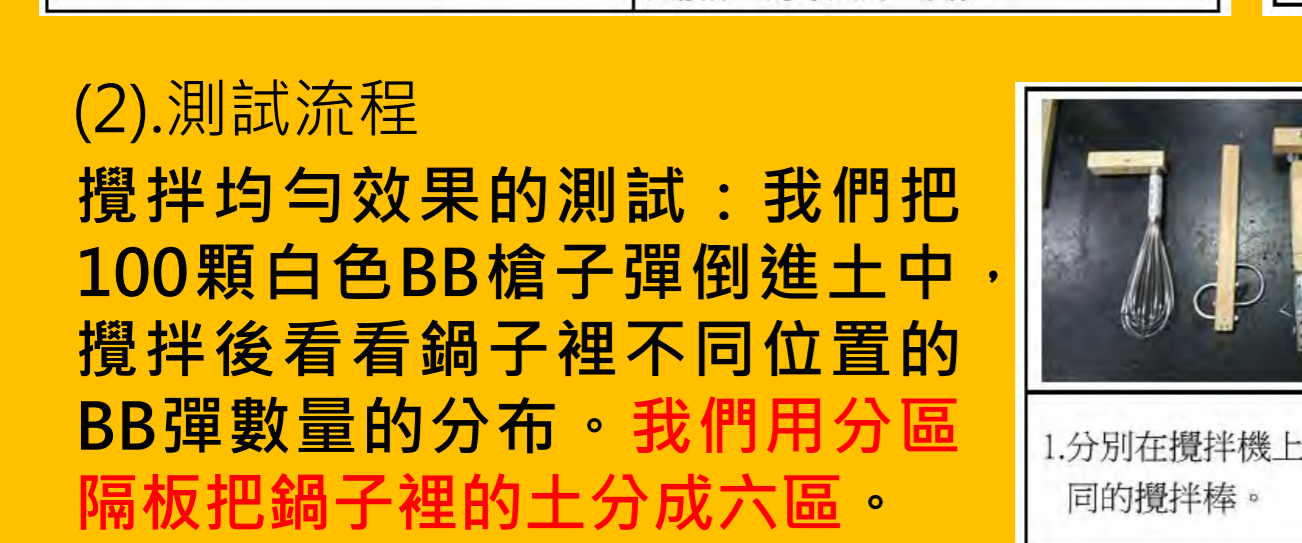 (2).測試流程
攪拌均勻效果的測試：我們把
100顆白色BB槍子彈倒進土中，
攪拌後看看鍋子裡不同位置的
BB彈數量的分布。我們用分區
隔板把鍋子裡的土分成六區。
1.分別在攪拌機上
同的攪拌棒。